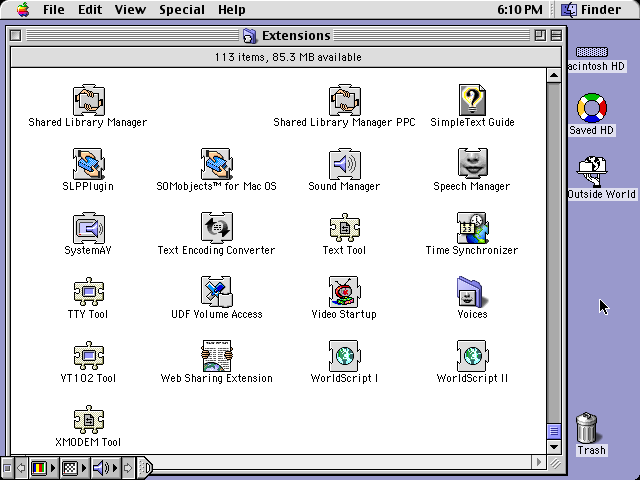 File Edit View Special Help 6:10 PM Finder
Extensions
113 items, 85.3 MB available
Shared Library Manager
Shared Library Manager PPC
SimpleText Guide
SLPPlugin
SOMobjects™ for Mac OS
Sound Manager
Speech Manager
SystemAV
Text Encoding Converter
Text Tool
Time Synchronizer
TTY Tool
UDF Volume Access
Video Startup
Voices
VT102 Tool
Web Sharing Extension
WorldScript I
WorldScript II
XMODEM Tool
acintosh HD
Saved HD
Outside World
Trash